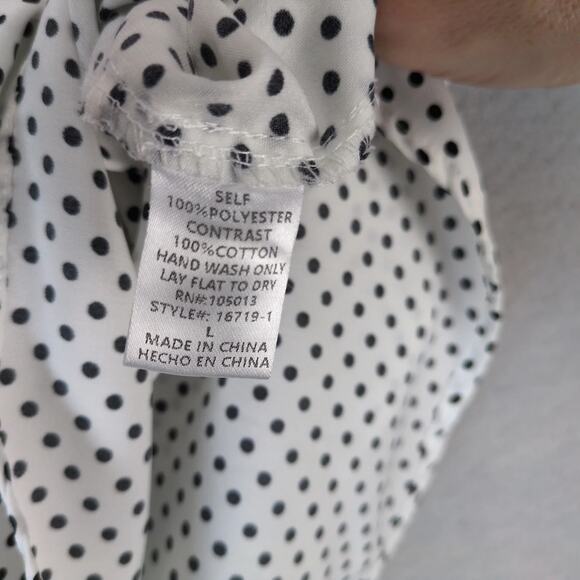 SELF
100%POLYESTER
CONTRAST
100%COTTON
HAND WASH ONLY
LAY FLAT TO DRY
RN#:105013
STYLE#: 16719-1
L
MADE IN CHINA
HECHO EN CHINA